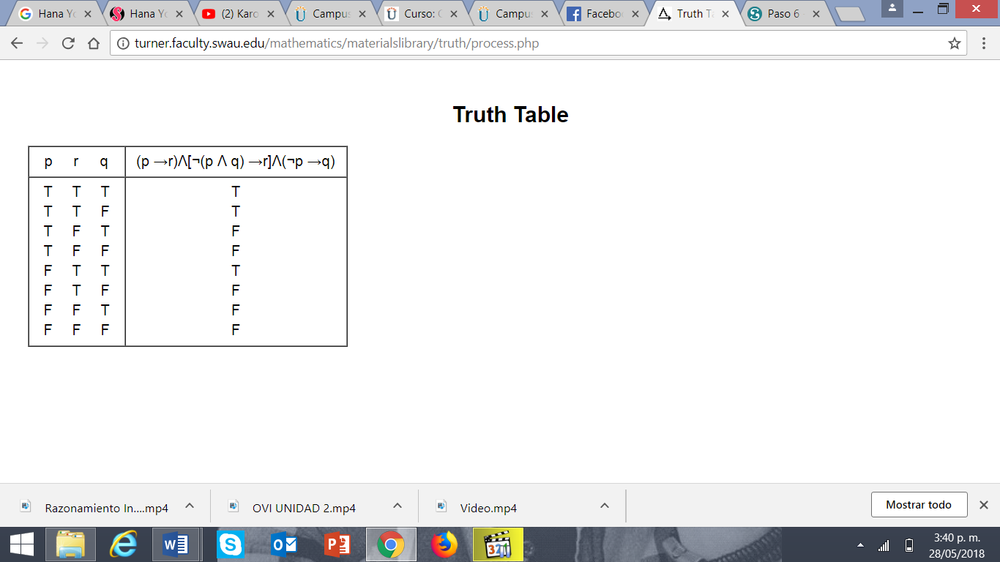 Hana Yo
Hana Yo
(2) Karo
Campus
Curso: C
Campus
Facebo
Truth Ta
Paso 6
turner.faculty.swau.edu/mathematics/materialslibrary/truth/process.php
Truth Table
p r q (p →r)Λ[¬(p Λ q) →r]Λ(¬p →q)
T T T T
T T F T
T F T F
T F F F
F T T T
F T F F
F F T F
F F F F
Razonamiento In....mp4
OVI UNIDAD 2.mp4
Video.mp4
Mostrar todo
321
3:40 p. m.
28/05/2018